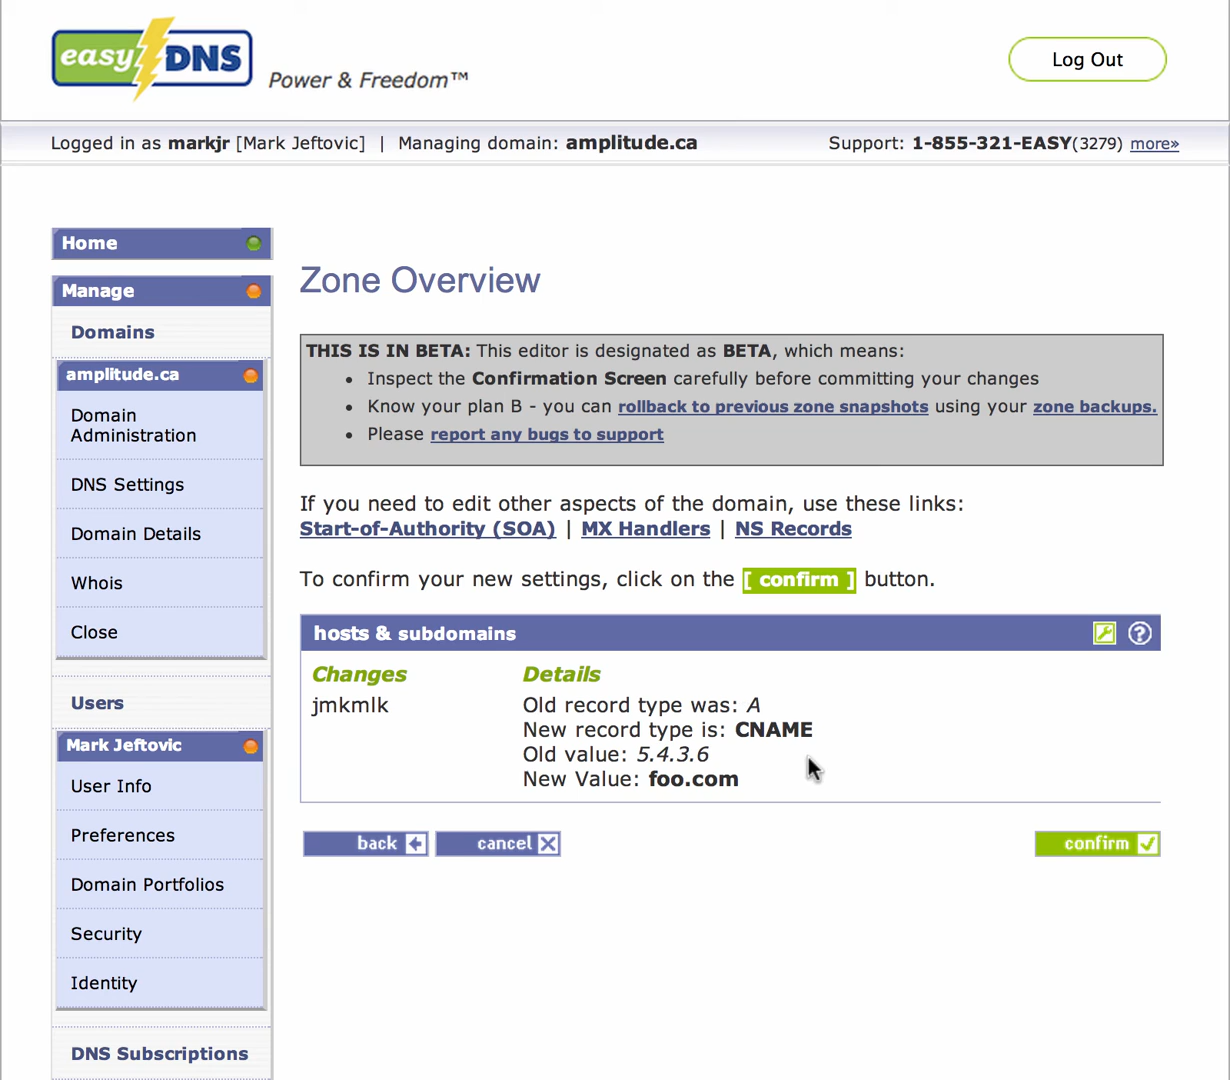 easyDNS
Power & Freedom™
Log Out
Logged in as markjr [Mark Jeftovic] | Managing domain: amplitude.ca
Support: 1-855-321-EASY(3279) more»
Home
Manage
Domains
amplitude.ca
Domain
Administration
DNS Settings
Domain Details
Whois
Close
Users
Mark Jeftovic
User Info
Preferences
Domain Portfolios
Security
Identity
DNS Subscriptions
Zone Overview
THIS IS IN BETA: This editor is designated as BETA, which means:
• Inspect the Confirmation Screen carefully before committing your changes
• Know your plan B - you can rollback to previous zone snapshots using your zone backups.
• Please report any bugs to support
If you need to edit other aspects of the domain, use these links:
Start-of-Authority (SOA) | MX Handlers | NS Records
To confirm your new settings, click on the [ confirm ] button.
hosts & subdomains ?
Changes Details
jmkmlk Old record type was: A
New record type is: CNAME
Old value: 5.4.3.6
New Value: foo.com
back cancel confirm